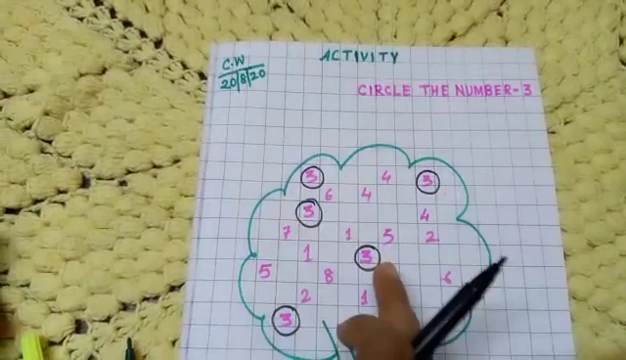 C.W
20/8/20
ACTIVITY
CIRCLE THE NUMBER-3
3 4 3
6 4
3 4
7 1 5 2
1 3
5 8 6
2 1
3